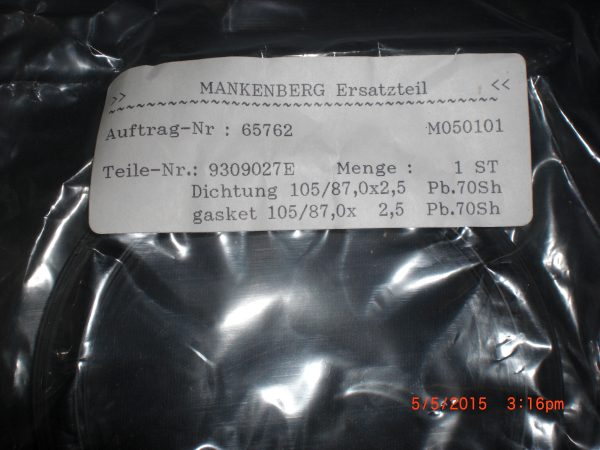 >> MANKENBERG Ersatzteil <<
~~~~~~~~~~~~~~~~~~~~~~~~~~~~~~~~~~~~~~~~
Auftrag-Nr : 65762 M050101
Teile-Nr.: 9309027E Menge : 1 ST
Dichtung 105/87,0x2,5 Pb.70Sh
gasket 105/87,0x 2,5 Pb.70Sh
5/5/2015 3:16pm